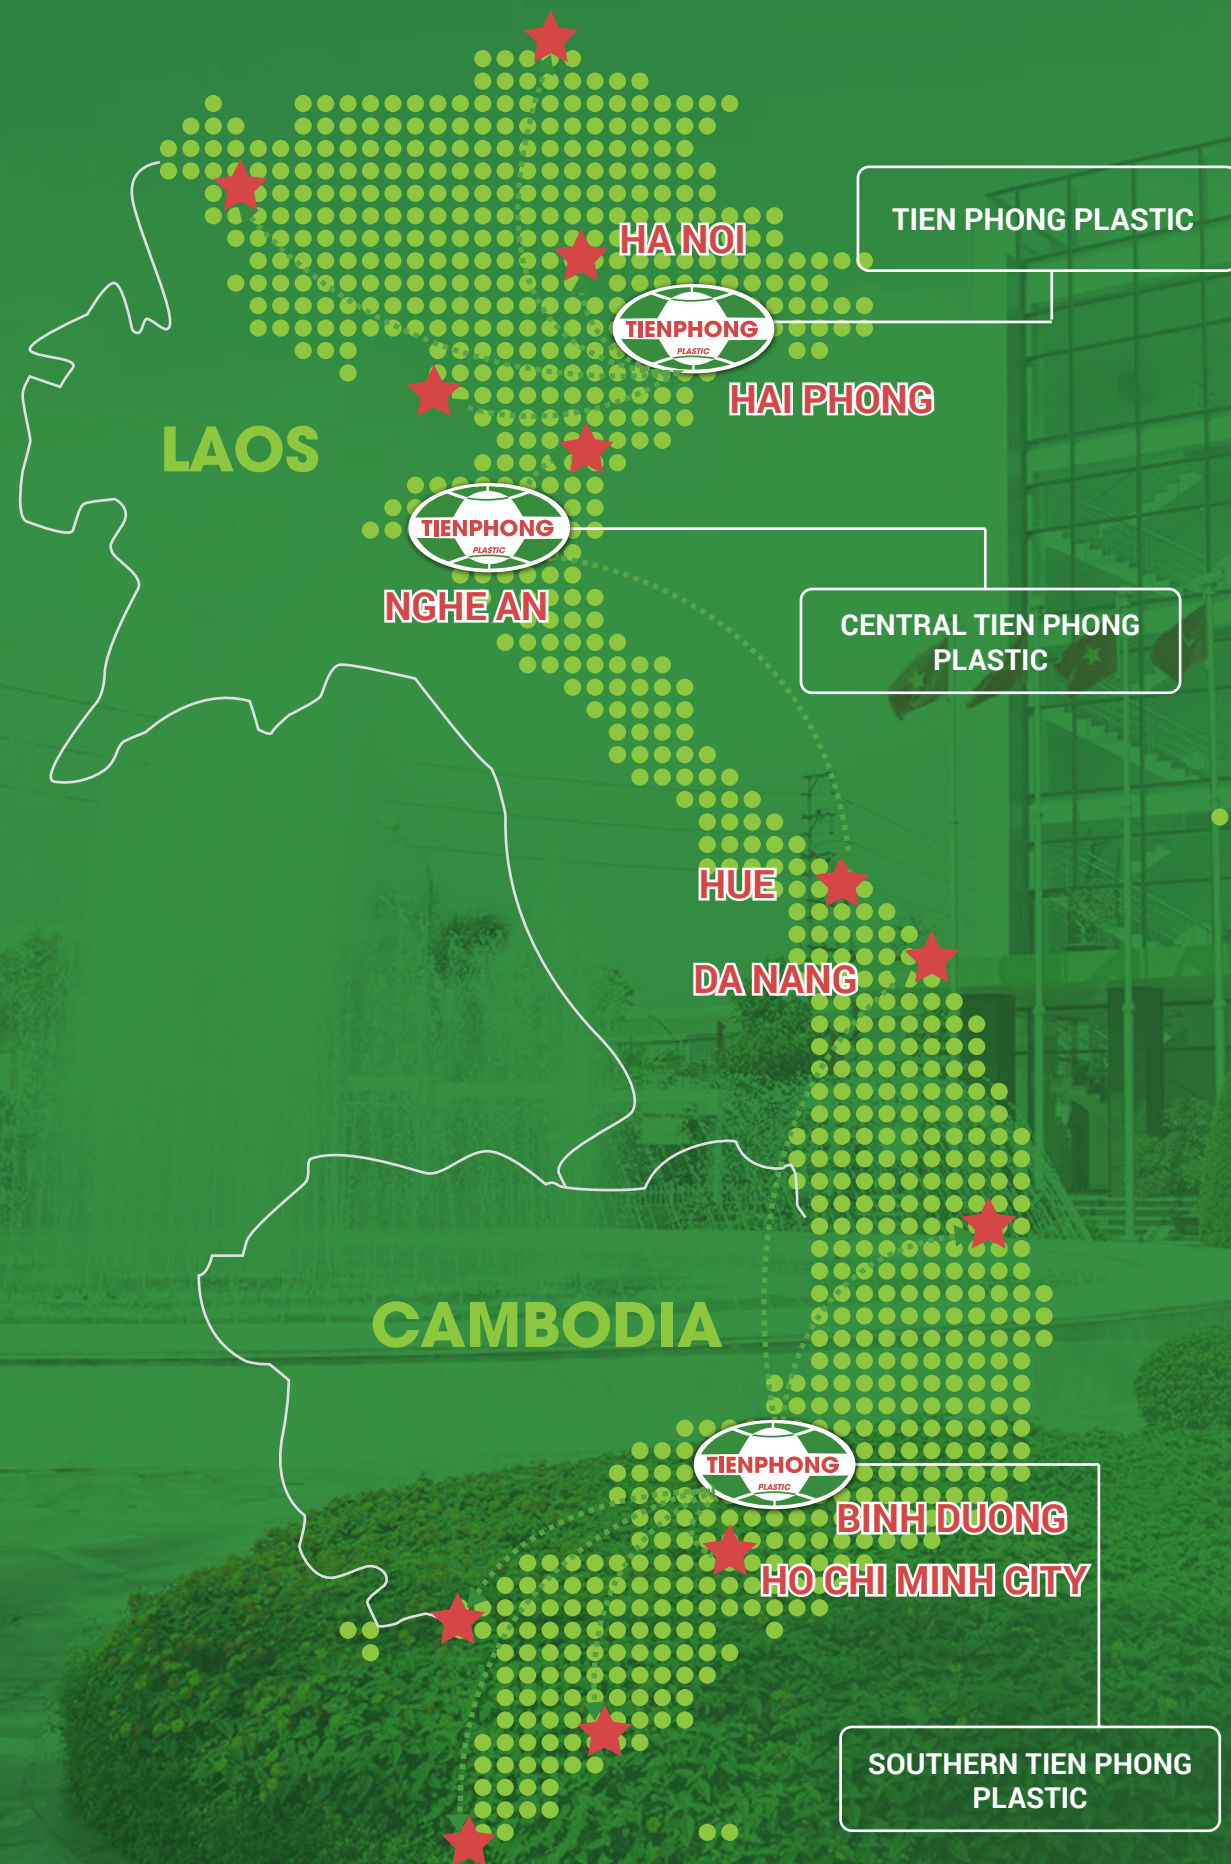 HA NOI
TIEN PHONG PLASTIC
TIENPHONG
PLASTIC
HAI PHONG
LAOS
TIENPHONG
PLASTIC
NGHE AN
CENTRAL TIEN PHONG
PLASTIC
HUE
DA NANG
CAMBODIA
TIENPHONG
PLASTIC
BINH DUONG
HO CHI MINH CITY
SOUTHERN TIEN PHONG
PLASTIC